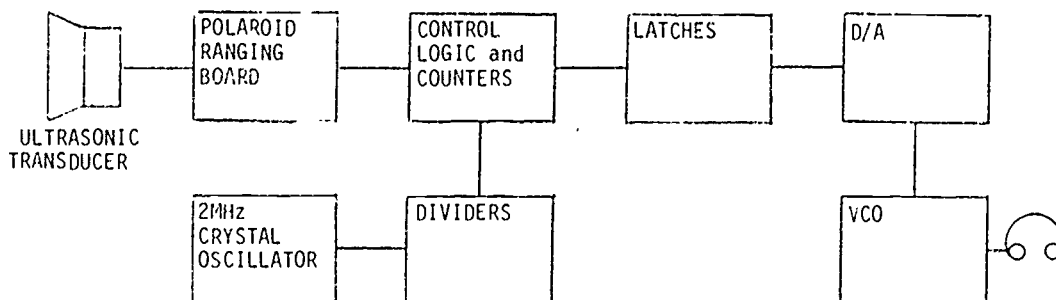 POLAROID
RANGING
BOARD
CONTROL
LOGIC and
COUNTERS
LATCHES
D/A
ULTRASONIC
TRANSDUCER
2MHz
CRYSTAL
OSCILLATOR
DIVIDERS
VCO